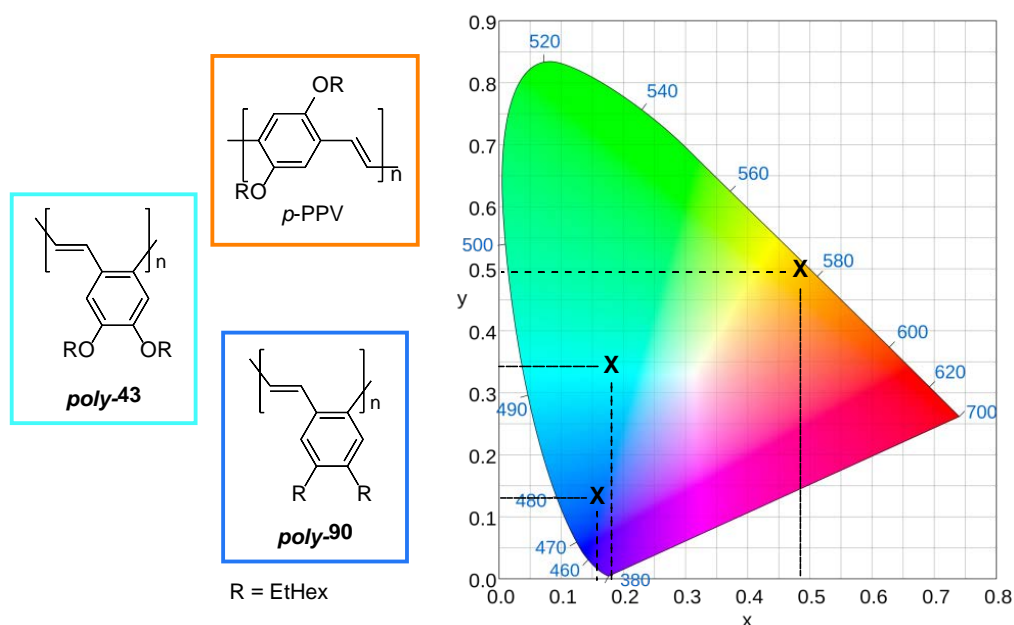 OR
RO
n
p-PPV
n
RO
OR
poly-43
n
R
R
poly-90
R = EtHex
0.9
0.8
0.7
0.6
0.5
0.4
0.3
0.2
0.1
0.0
y
520
540
560
580
600
620
700
500
490
480
470
460
380
X
X
X
0.0 0.1 0.2 0.3 0.4 0.5 0.6 0.7 0.8
x